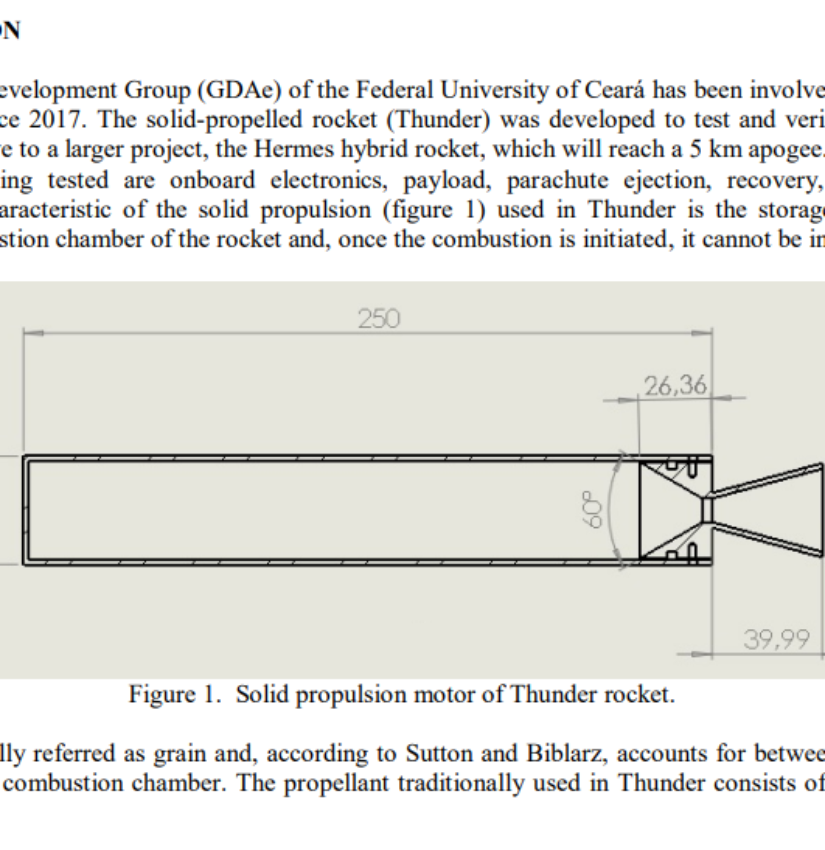 ON
evelopment Group (GDAe) of the Federal University of Ceará has been involve
ce 2017. The solid-propelled rocket (Thunder) was developed to test and veri
e to a larger project, the Hermes hybrid rocket, which will reach a 5 km apogee.
ing tested are onboard electronics, payload, parachute ejection, recovery,
aracteristic of the solid propulsion (figure 1) used in Thunder is the storag
stion chamber of the rocket and, once the combustion is initiated, it cannot be in
250
26,36
60°
39,99
Figure 1. Solid propulsion motor of Thunder rocket.
lly referred as grain and, according to Sutton and Biblarz, accounts for betwee
combustion chamber. The propellant traditionally used in Thunder consists of